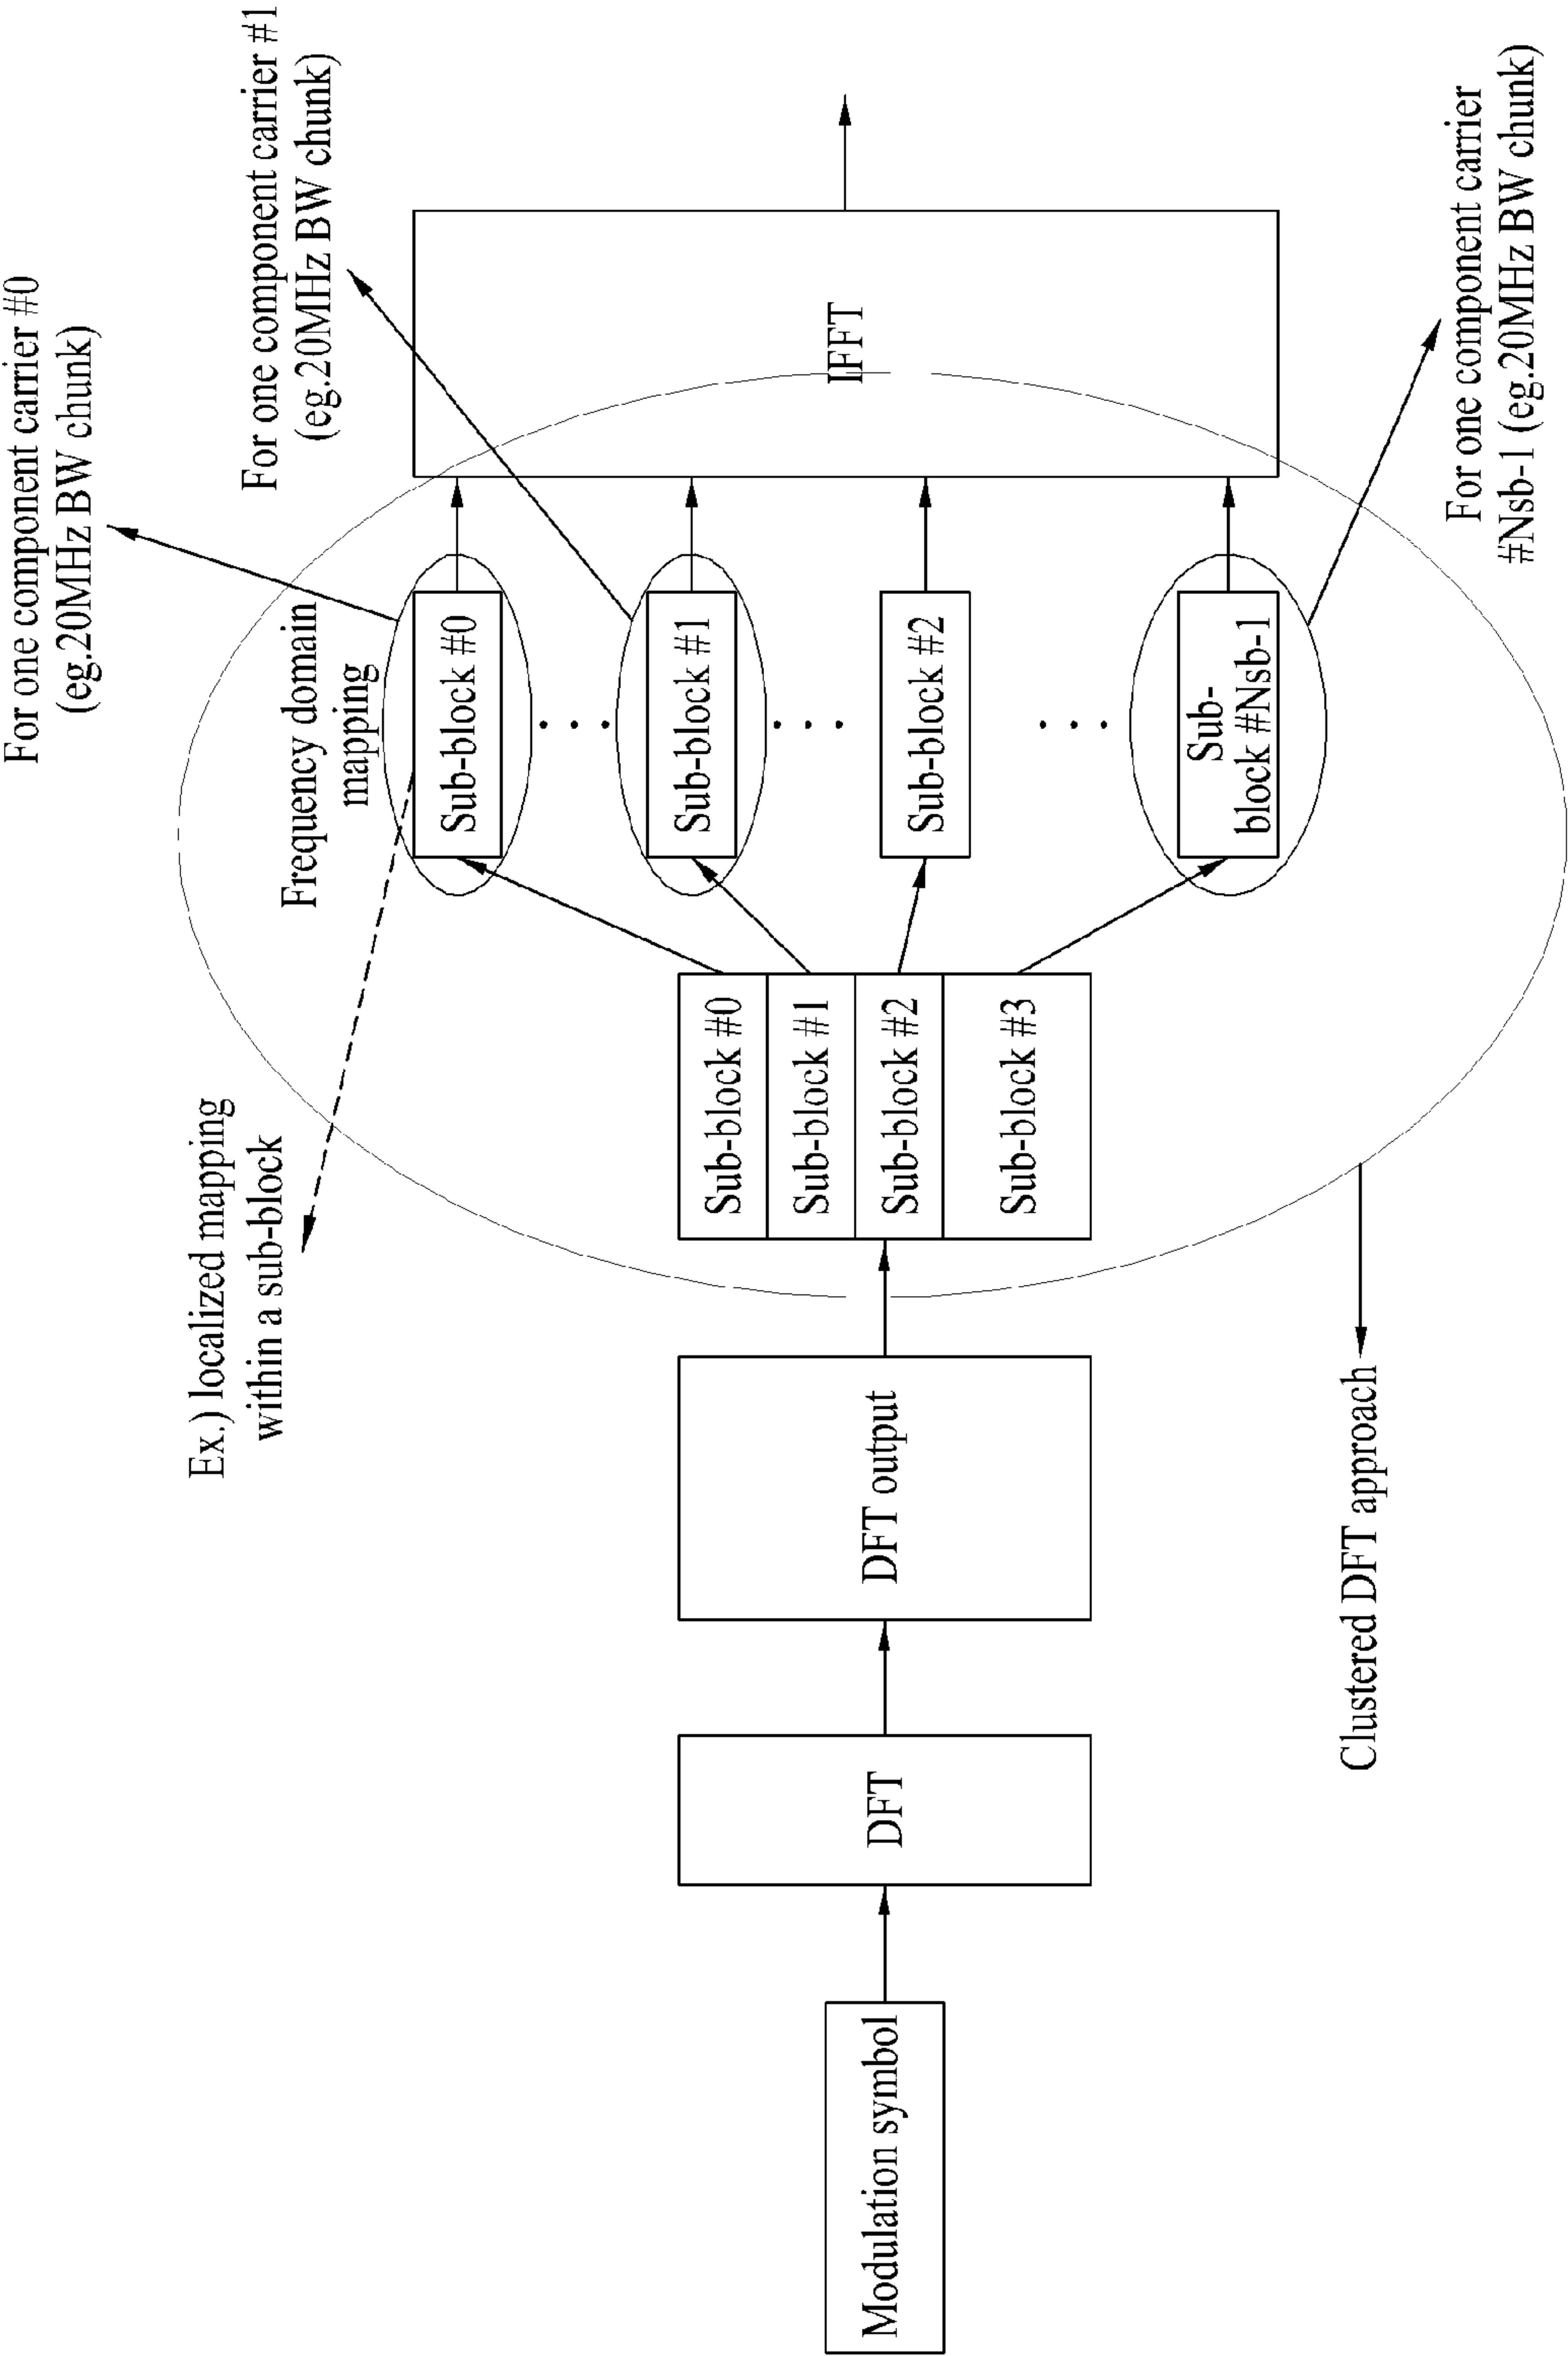 For one component carrier #0
(eg.20MHz BW chunk)
For one component carrier #1
(eg.20MHz BW chunk)
Ex.) localized mapping
within a sub-block
Frequency domain
mapping
Modulation symbol
DFT
DFT output
Sub-block #0
Sub-block #1
Sub-block #2
Sub-block #3
Sub-block #0
Sub-block #1
Sub-block #2
Sub-
block #Nsb-1
IFFT
Clustered DFT approach
For one component carrier
#Nsb-1 (eg.20MHz BW chunk)